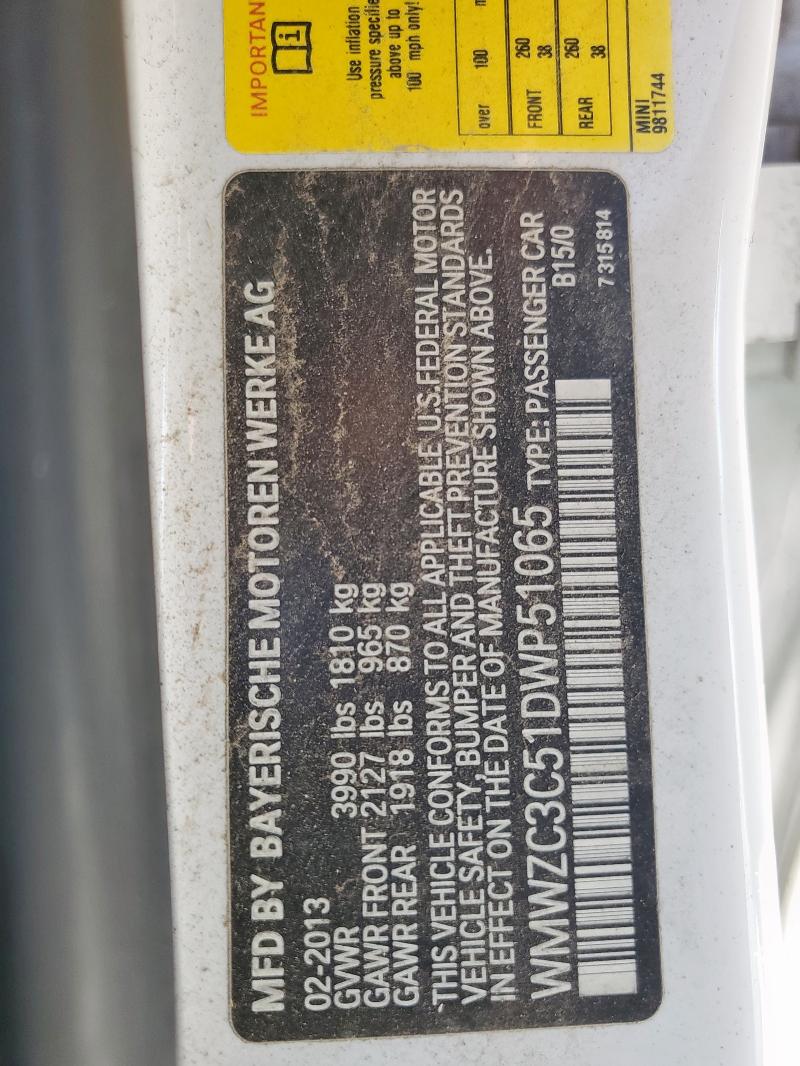 MFD BY BAYERISCHE MOTOREN WERKE AG
02-2013
GVWR 3990 lbs 1810 kg
GAWR FRONT 2127 lbs 965 kg
GAWR REAR 1918 lbs 870 kg
*THIS VEHICLE CONFORMS TO ALL APPLICABLE U.S. FEDERAL MOTOR
VEHICLE SAFETY, BUMPER AND THEFT PREVENTION STANDARDS
IN EFFECT ON THE DATE OF MANUFACTURE SHOWN ABOVE.
WMWZC3C51DWP51065 TYPE: PASSENGER CAR
B15/0
7 315 814
IMPORTAN
i
Use inflation
pressure specifie
above up to
100 mph only!
over 100 m
FRONT 260
38
REAR 260
38
MINI
9811744